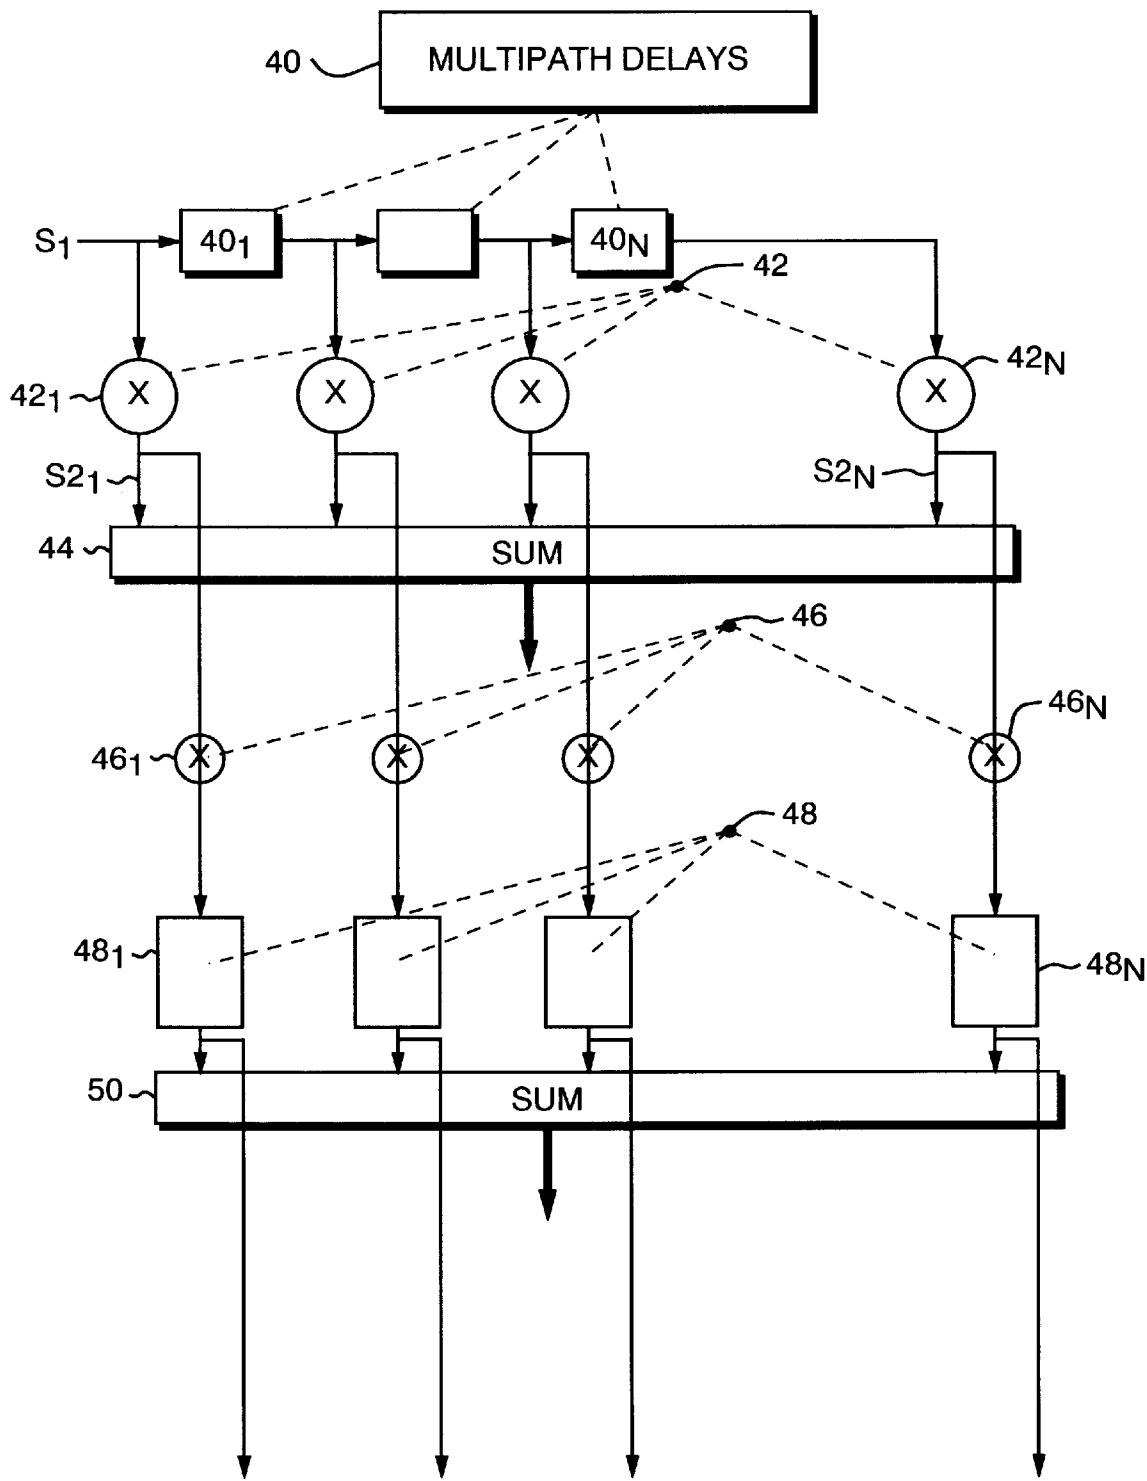 40 MULTIPATH DELAYS
S1 401 40N
42
421 X X X X 42N
S21 S2N
44 SUM
46
461 X X X X 46N
48
481 48N
50 SUM